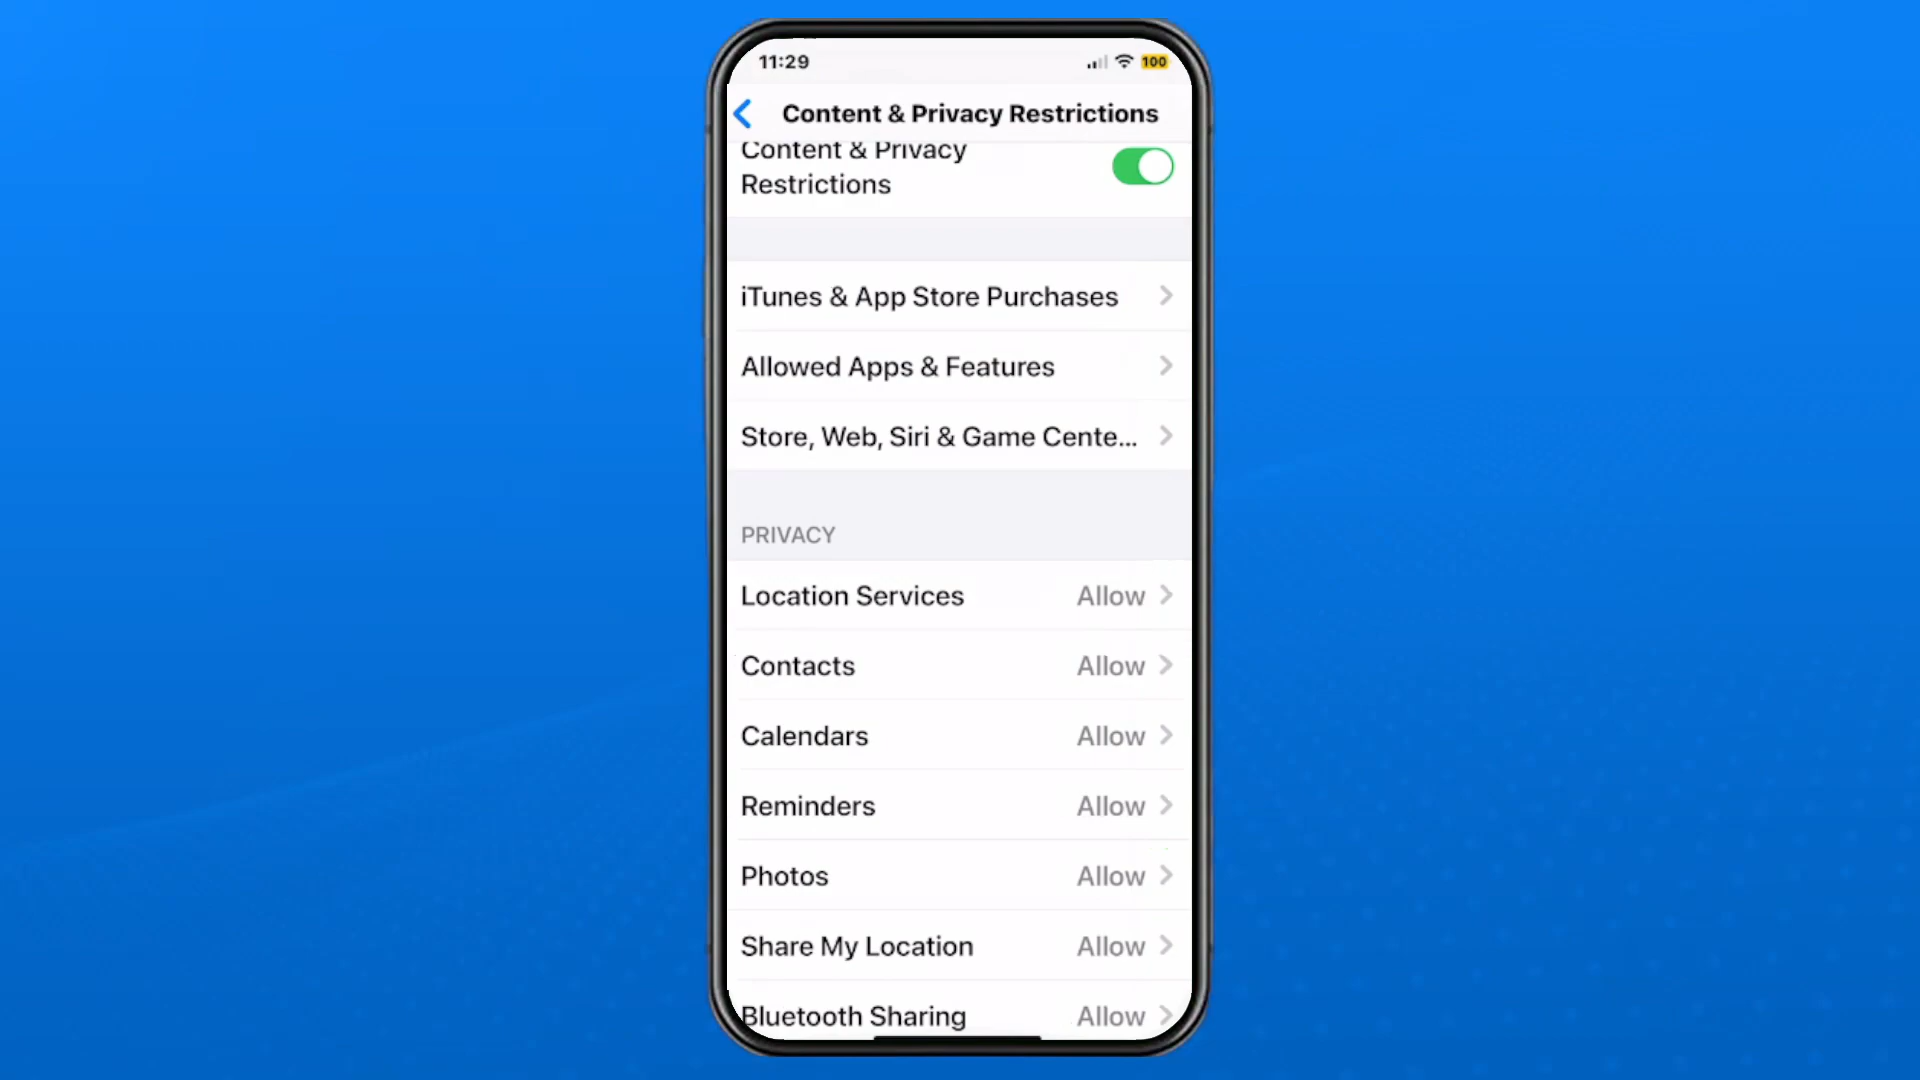 11:29
100
Content & Privacy Restrictions
Content & Privacy
Restrictions
iTunes & App Store Purchases
Allowed Apps & Features
Store, Web, Siri & Game Cente...
PRIVACY
Location Services Allow
Contacts Allow
Calendars Allow
Reminders Allow
Photos Allow
Share My Location Allow
Bluetooth Sharing Allow